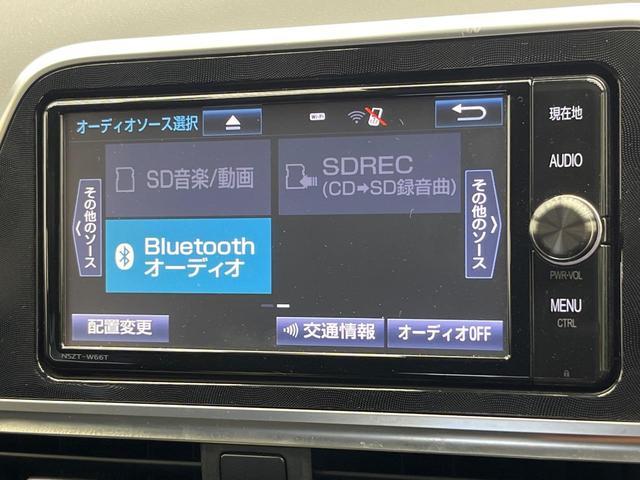 オーディオソース選択
Wi-Fi
現在地
SD音楽/動画
SDREC
(CD➡SD録音曲)
AUDIO
その他のソース
その他のソース
Bluetooth
オーディオ
PWR•VOL
MENU
CTRL
配置変更
交通情報
オーディオOFF
NSZT-W66T